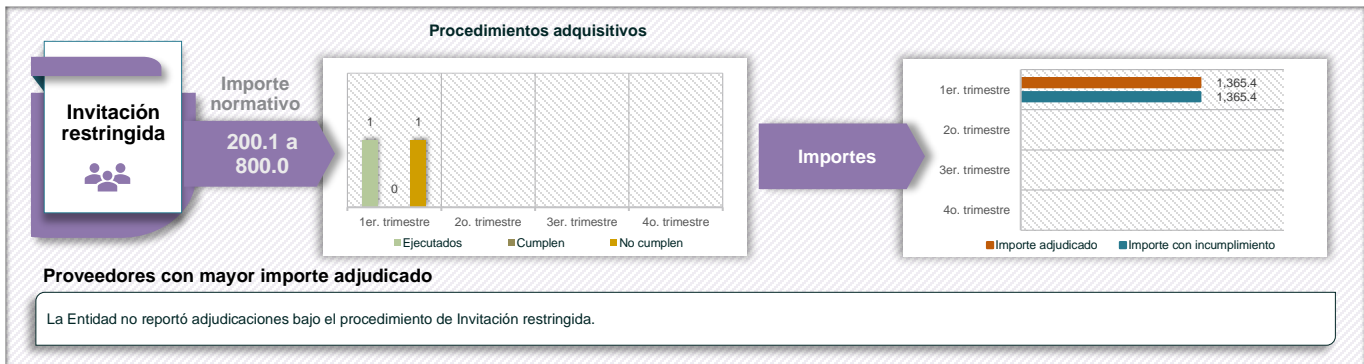 Procedimientos adquisitivos
Invitación
restringida
Importe
normativo
200.1 a
800.0
1
0
1
1er. trimestre
2o. trimestre
3er. trimestre
4o. trimestre
Ejecutados
Cumplen
No cumplen
Importes
1er. trimestre
1,365.4
1,365.4
2o. trimestre
3er. trimestre
4o. trimestre
Importe adjudicado
Importe con incumplimiento
Proveedores con mayor importe adjudicado
La Entidad no reportó adjudicaciones bajo el procedimiento de Invitación restringida.